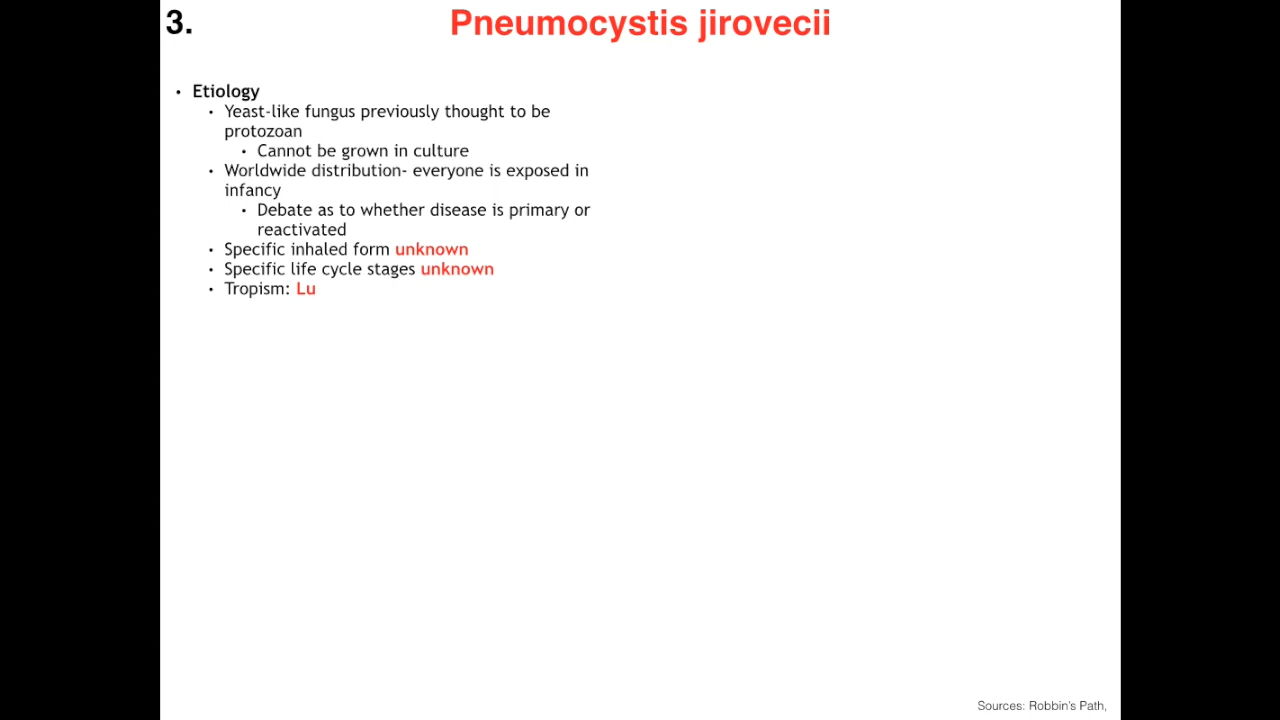 3.
Pneumocystis jirovecii
• Etiology
• Yeast-like fungus previously thought to be
protozoan
• Cannot be grown in culture
• Worldwide distribution- everyone is exposed in
infancy
• Debate as to whether disease is primary or
reactivated
• Specific inhaled form unknown
• Specific life cycle stages unknown
• Tropism: Lu
Sources: Robbin's Path,